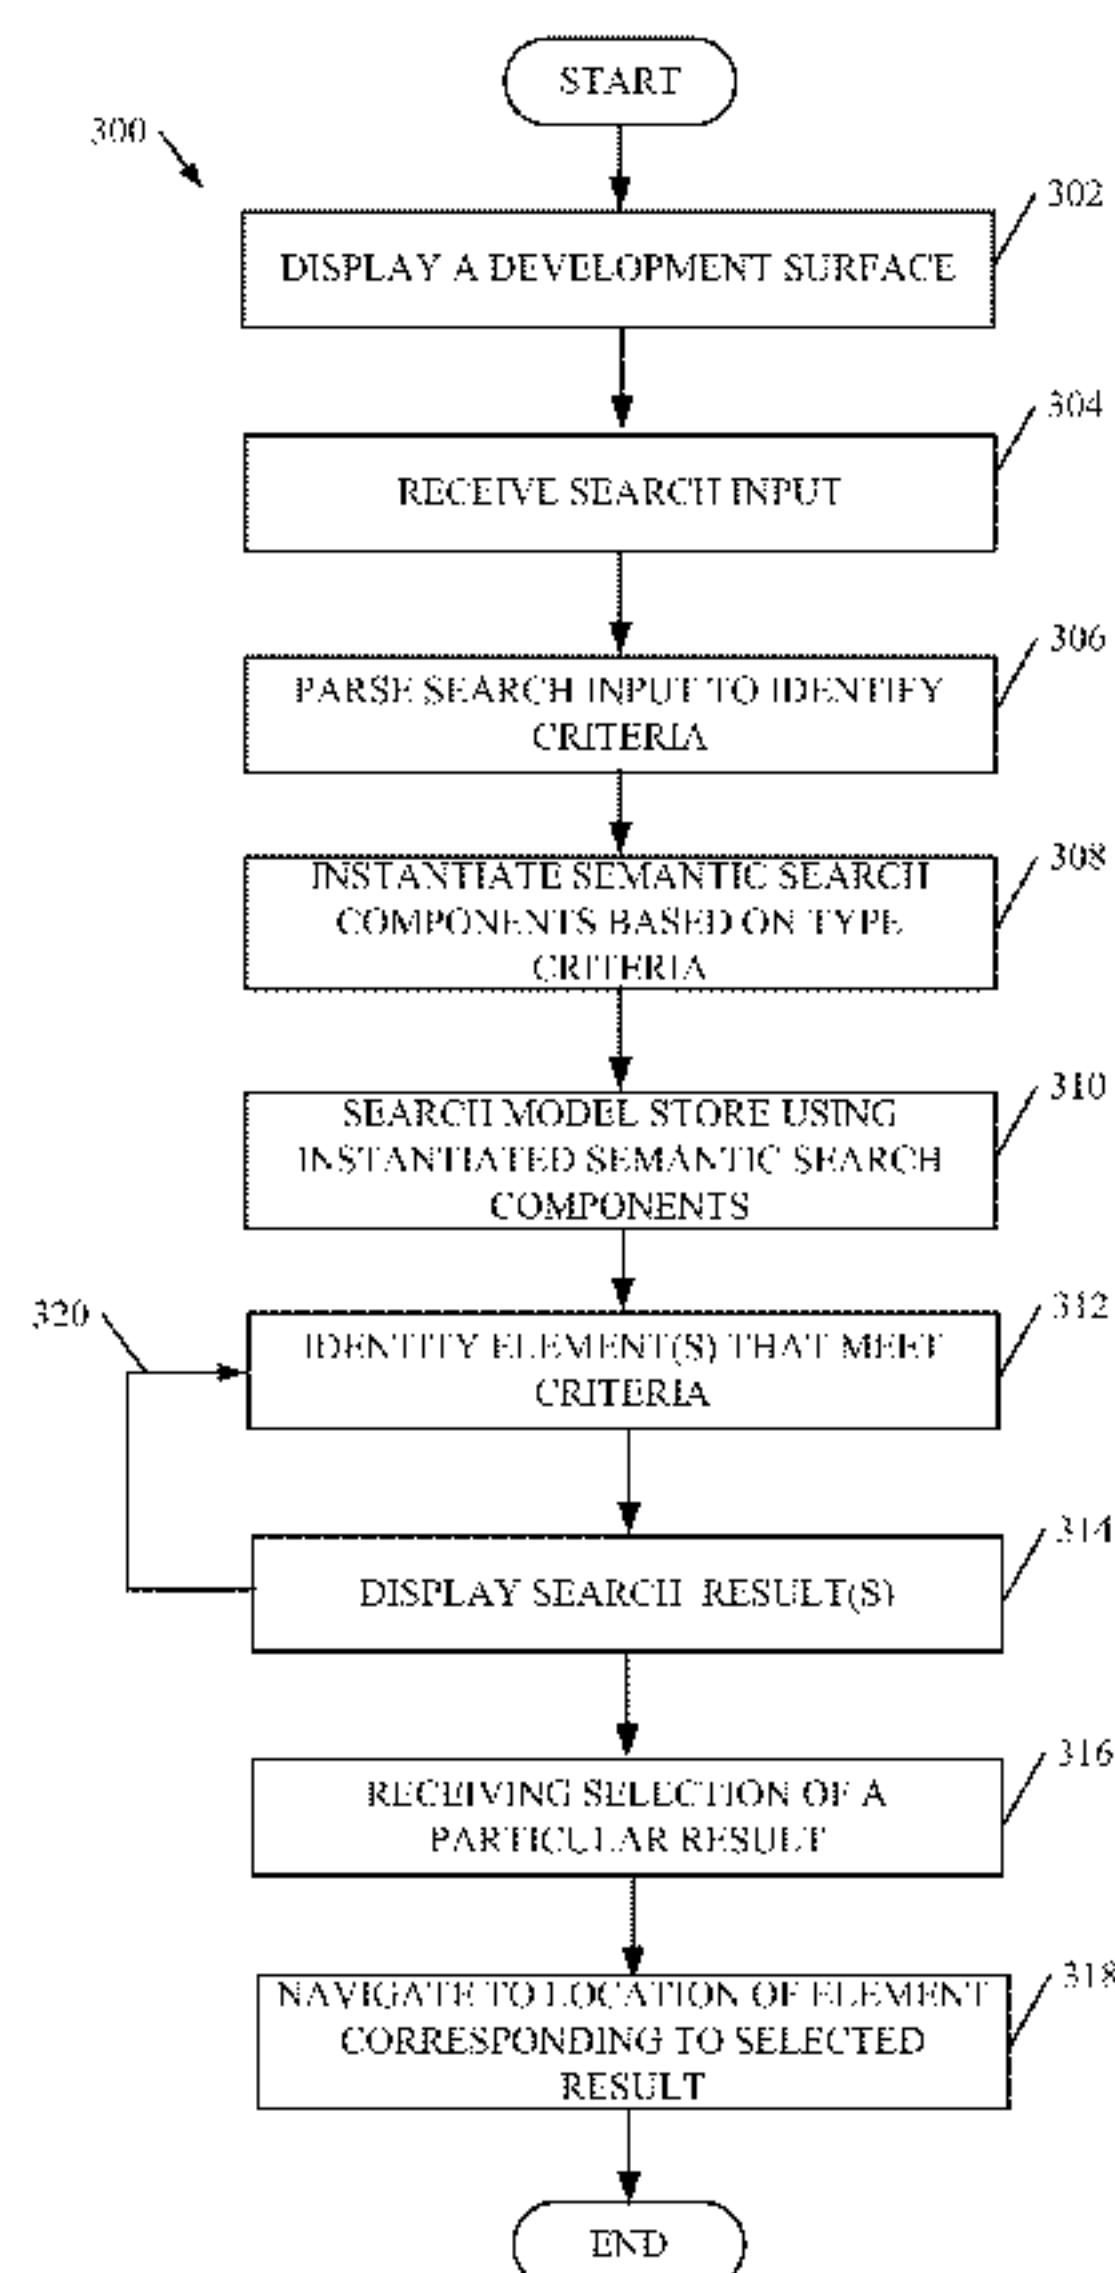 START
300
302
DISPLAY A DEVELOPMENT SURFACE
304
RECEIVE SEARCH INPUT
306
PARSE SEARCH INPUT TO IDENTIFY
CRITERIA
308
INSTANTIATE SEMANTIC SEARCH
COMPONENTS BASED ON TYPE
CRITERIA
310
SEARCH MODEL STORE USING
INSTANTIATED SEMANTIC SEARCH
COMPONENTS
320
312
IDENTITY ELEMENT(S) THAT MEET
CRITERIA
314
DISPLAY SEARCH RESULT(S)
316
RECEIVING SELECTION OF A
PARTICULAR RESULT
318
NAVIGATE TO LOCATION OF ELEMENT
CORRESPONDING TO SELECTED
RESULT
END